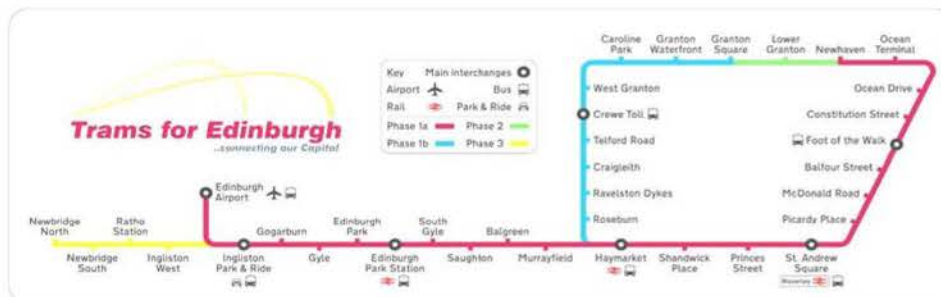 Trams for Edinburgh
...connecting our Capital
Key
Main interchanges
Airport
Bus
Rail
Park & Ride
Phase 1a
Phase 2
Phase 1b
Phase 3
Caroline
Park
Granton
Waterfront
Granton
Square
Lower
Granton
Newhaven
Ocean
Terminal
West Granton
Crewe Toll
Telford Road
Craigleith
Ravelston Dykes
Roseburn
Ocean Drive
Constitution Street
Foot of the Walk
Balfour Street
McDonald Road
Picardy Place
Edinburgh
Airport
Newbridge
North
Ratho
Station
Gogarburn
Edinburgh
Park
South
Gyle
Balgreen
Newbridge
South
Ingliston
West
Ingliston
Park & Ride
Gyle
Edinburgh
Park Station
Saughton
Murrayfield
Haymarket
Shandwick
Place
Princes
Street
St. Andrew
Square
Waverley